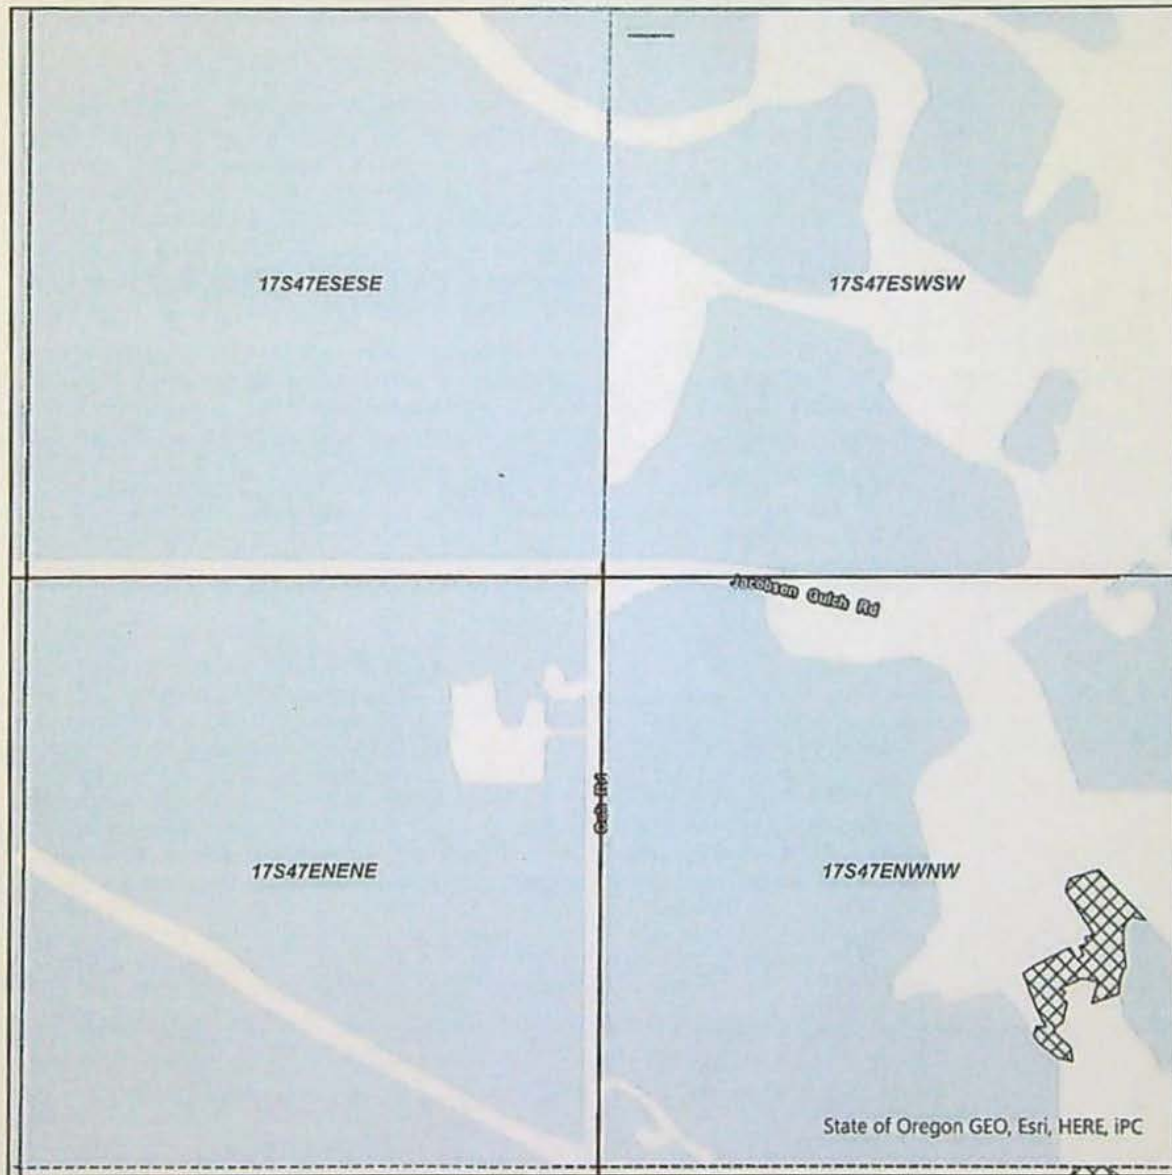 17S47ESESE
17S47ESWSW
Jacobsen Gulch Rd
17S47ENENE
17S47ENWNW
State of Oregon GEO, Esri, HERE, iPC